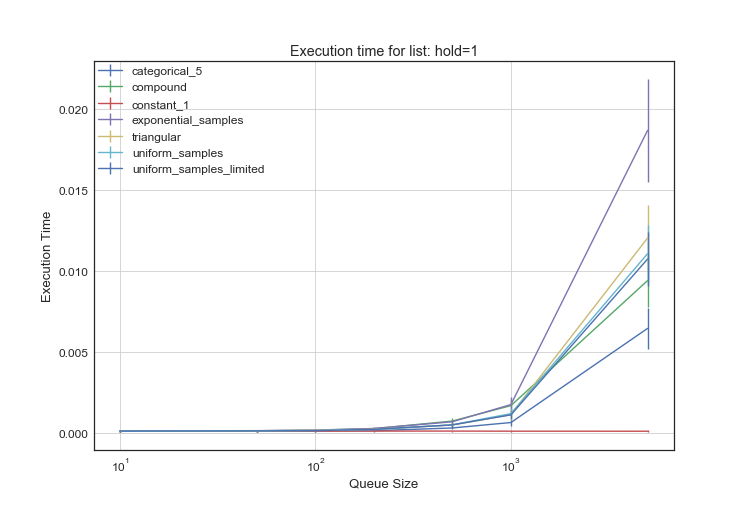 Execution time for list: hold=1
categorical_5
compound
constant_1
exponential_samples
triangular
uniform_samples
uniform_samples_limited
Execution Time
0.020
0.015
0.010
0.005
0.000
10¹ 10² 10³
Queue Size